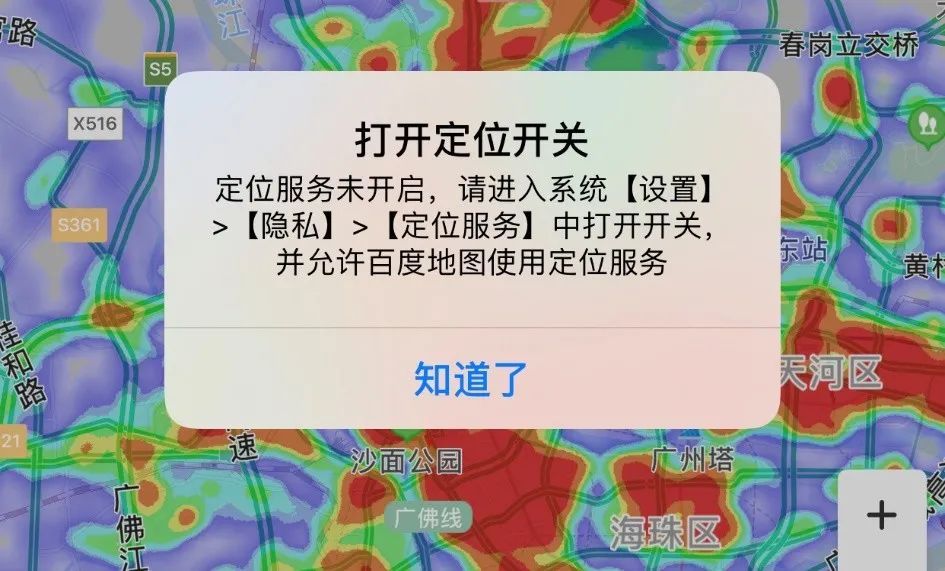 春岗立交桥
S5
X516
打开定位开关
定位服务未开启，请进入系统【设置】
>【隐私】>【定位服务】中打开开关，
并允许百度地图使用定位服务
知道了
S361
东站
黄村
桂和路
天河区
21
速
沙面公园
广州塔
广佛线
海珠区
广佛江
+